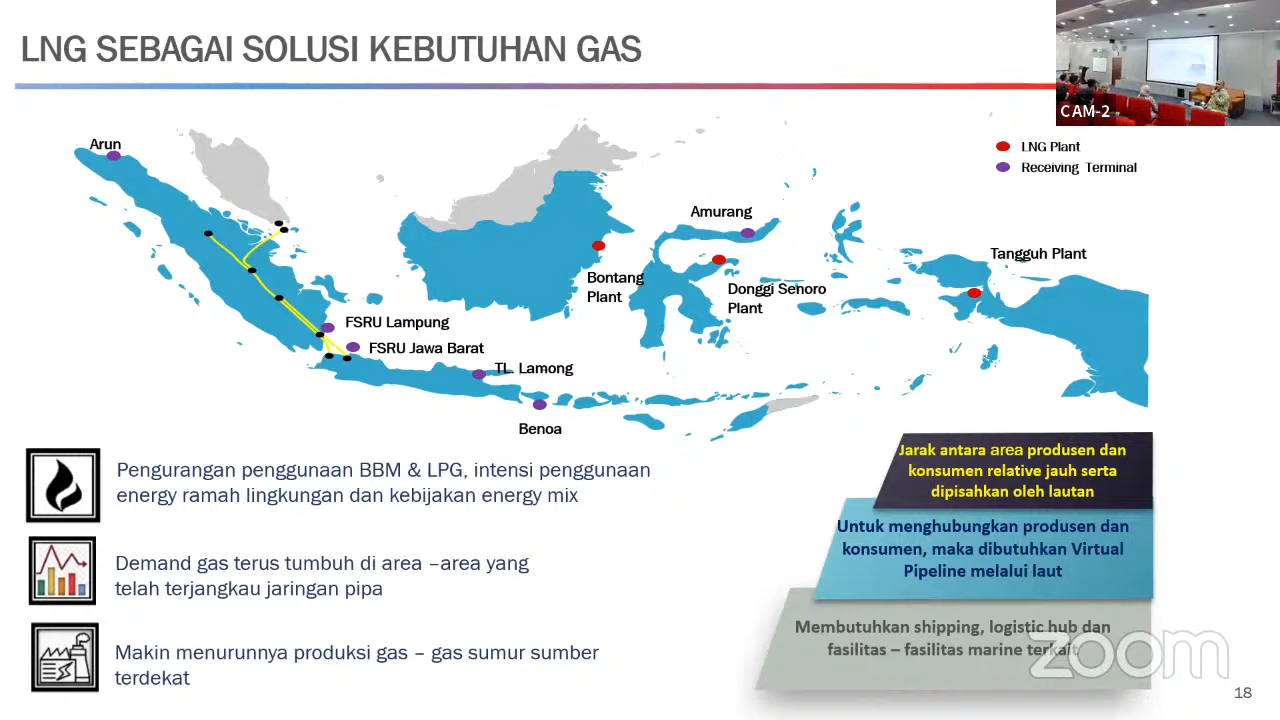 LNG SEBAGAI SOLUSI KEBUTUHAN GAS
CAM-2
Arun
LNG Plant
Receiving Terminal
Amurang
Tangguh Plant
Bontang
Plant
Donggi Senoro
Plant
FSRU Lampung
FSRU Jawa Barat
TL. Lamong
Benoa
Pengurangan penggunaan BBM & LPG, intensi penggunaan
energy ramah lingkungan dan kebijakan energy mix
Demand gas terus tumbuh di area –area yang
telah terjangkau jaringan pipa
Makin menurunnya produksi gas – gas sumur sumber
terdekat
Jarak antara area produsen dan
konsumen relative jauh serta
dipisahkan oleh lautan
Untuk menghubungkan produsen dan
konsumen, maka dibutuhkan Virtual
Pipeline melalui laut
Membutuhkan shipping, logistic hub dan
fasilitas – fasilitas marine terkait
zoom
18